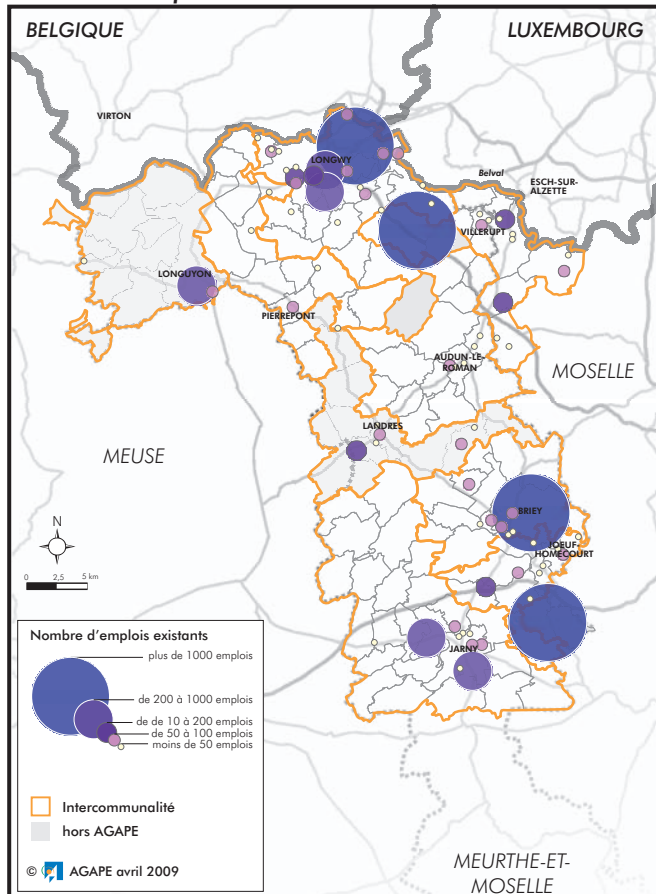 BELGIQUE
LUXEMBOURG
VIRTON
LONGWY
Belval
ESCH-SUR-
ALZETTE
VILLERUPT
LONGUYON
PIERREPONT
AUDUN-LE-
ROMAN
MOSELLE
LANDRES
MEUSE
BRIEY
JOEUF-
HOMÉCOURT
N
0 2,5 5 km
JARNY
Nombre d'emplois existants
plus de 1000 emplois
de 200 à 1000 emplois
de de 10 à 200 emplois
de 50 à 100 emplois
moins de 50 emplois
Intercommunalité
hors AGAPE
© AGAPE avril 2009
MEURTHE-ET-
MOSELLE